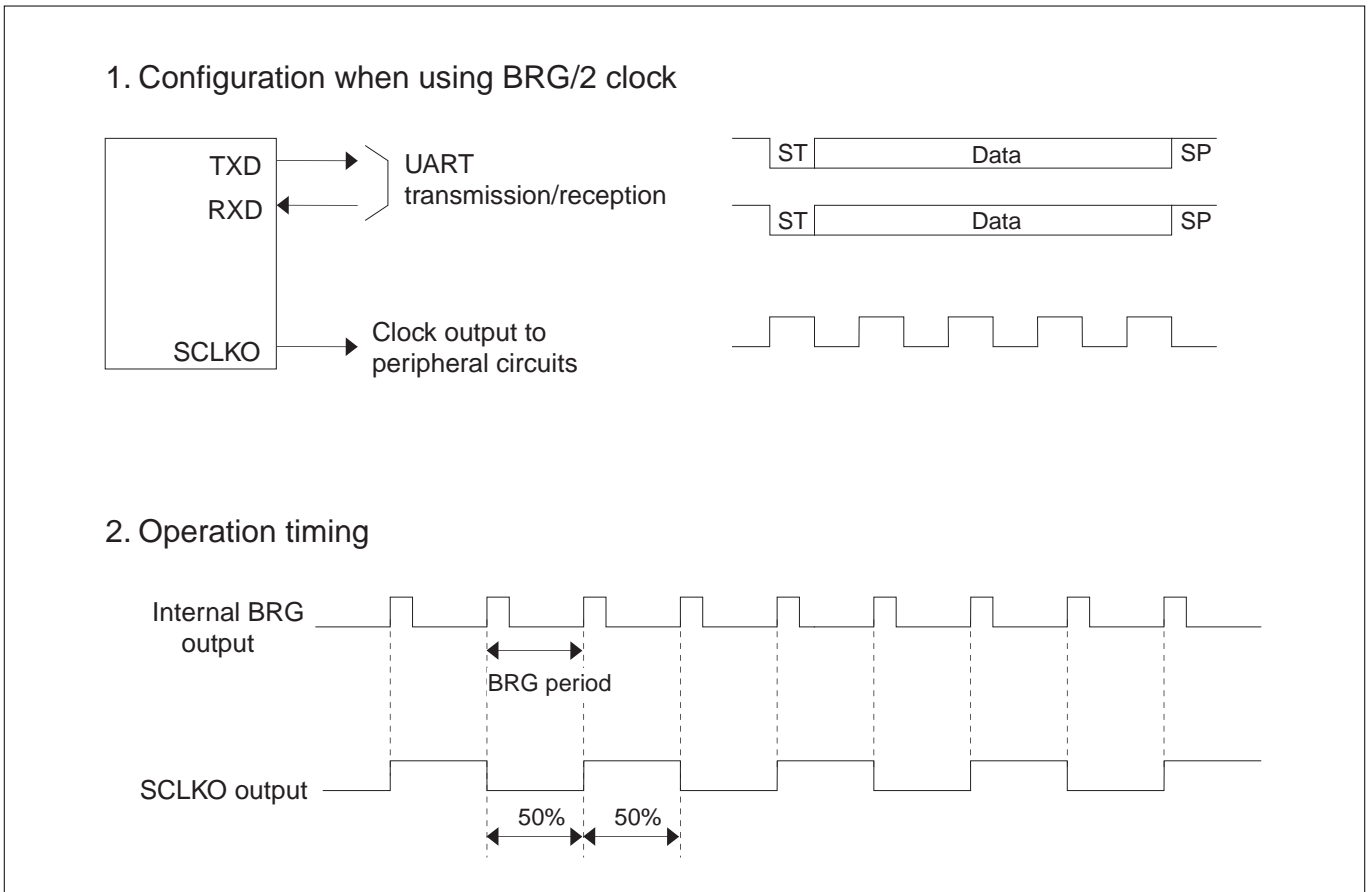 1. Configuration when using BRG/2 clock
TXD
RXD
SCLKO
UART
transmission/reception
Clock output to
peripheral circuits
ST Data SP
ST Data SP
2. Operation timing
Internal BRG
output
BRG period
SCLKO output
50% 50%